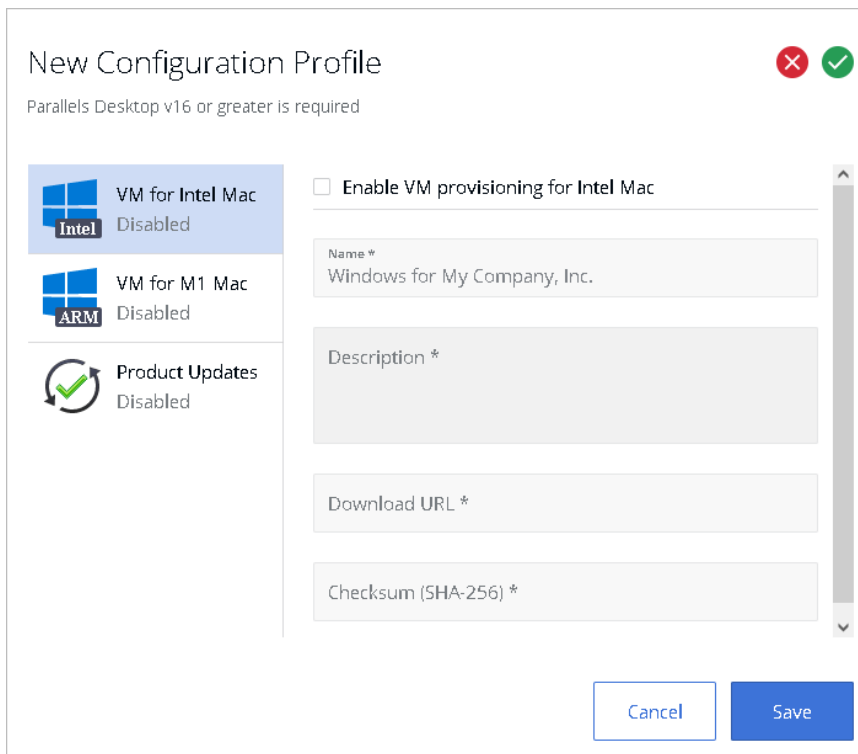 New Configuration Profile
Parallels Desktop v16 or greater is required
VM for Intel Mac
Disabled
Intel
VM for M1 Mac
Disabled
ARM
Product Updates
Disabled
Enable VM provisioning for Intel Mac
Name *
Windows for My Company, Inc.
Description *
Download URL *
Checksum (SHA-256) *
Cancel
Save